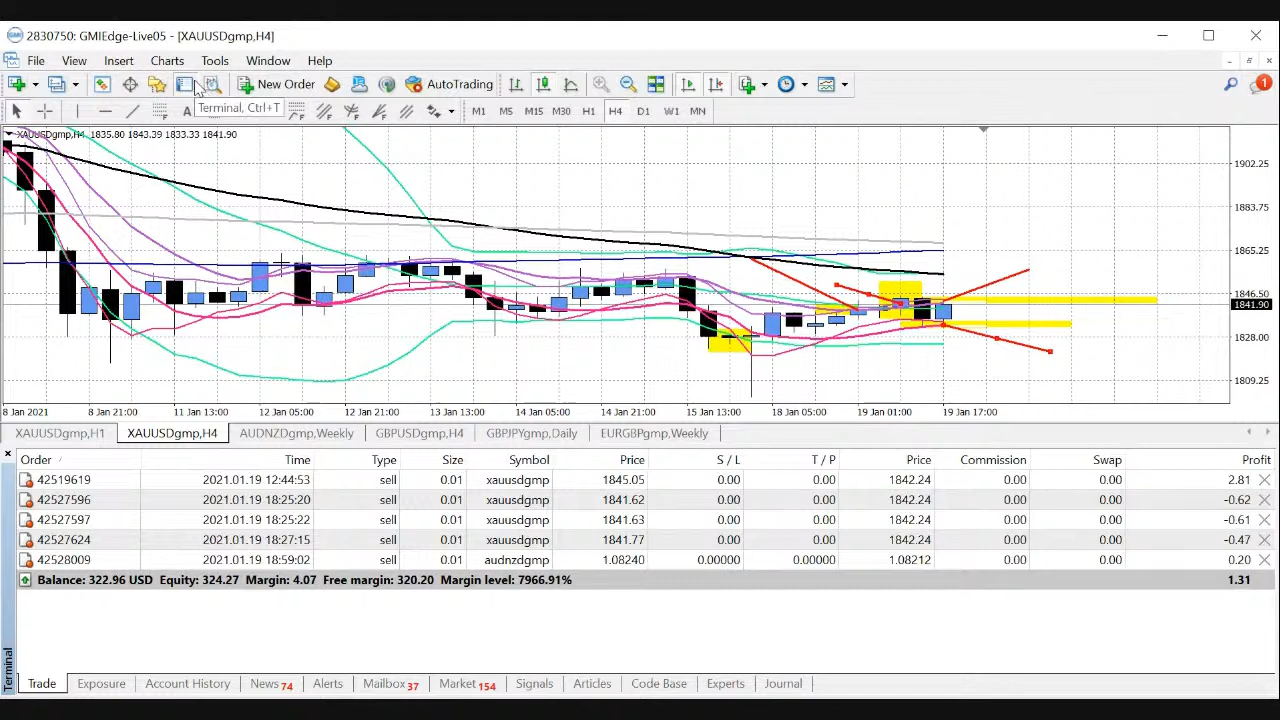 2830750: GMIEdge-Live05 - [XAUUSDgmp,H4]
File View Insert Charts Tools Window Help
New Order AutoTrading
A Terminal, Ctrl+T M1 M5 M15 M30 H1 H4 D1 W1 MN
1
XAUUSDgmp,H4 1835.80 1843.39 1833.33 1841.90
1902.25
1883.75
1865.25
1846.50
1841.90
1828.00
1809.25
8 Jan 2021 8 Jan 21:00 11 Jan 13:00 12 Jan 05:00 12 Jan 21:00 13 Jan 13:00 14 Jan 05:00 14 Jan 21:00 15 Jan 13:00 18 Jan 05:00 19 Jan 01:00 19 Jan 17:00
XAUUSDgmp,H1 XAUUSDgmp,H4 AUDNZDgmp,Weekly GBPUSDgmp,H4 GBPJPYgmp,Daily EURGBPgmp,Weekly
Order Time Type Size Symbol Price S / L T / P Price Commission Swap Profit
42519619 2021.01.19 12:44:53 sell 0.01 xauusdgmp 1845.05 0.00 0.00 1842.24 0.00 0.00 2.81
42527596 2021.01.19 18:25:20 sell 0.01 xauusdgmp 1841.62 0.00 0.00 1842.24 0.00 0.00 -0.62
42527597 2021.01.19 18:25:22 sell 0.01 xauusdgmp 1841.63 0.00 0.00 1842.24 0.00 0.00 -0.61
42527624 2021.01.19 18:27:15 sell 0.01 xauusdgmp 1841.77 0.00 0.00 1842.24 0.00 0.00 -0.47
42528009 2021.01.19 18:59:02 sell 0.01 audnzdgmp 1.08240 0.00000 0.00000 1.08212 0.00 0.00 0.20
Balance: 322.96 USD Equity: 324.27 Margin: 4.07 Free margin: 320.20 Margin level: 7966.91% 1.31
Terminal
Trade Exposure Account History News 74 Alerts Mailbox 37 Market 154 Signals Articles Code Base Experts Journal